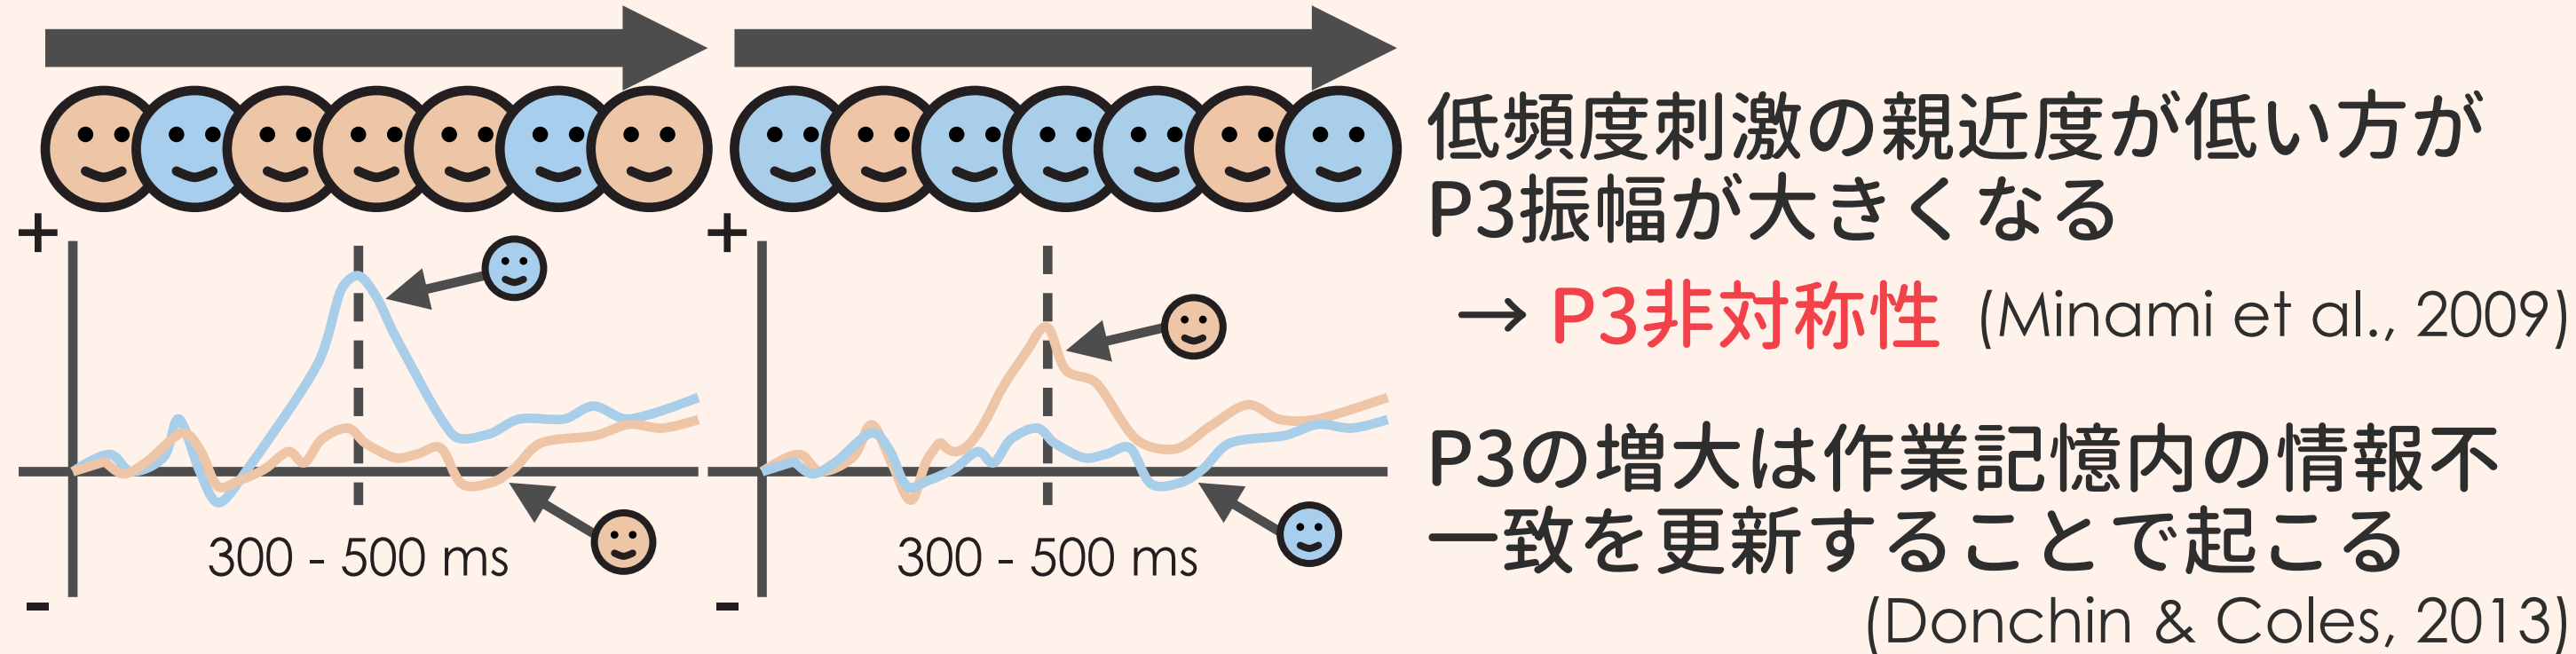 +
-
300 - 500 ms
+
-
300 - 500 ms
低頻度刺激の親近度が低い方が
P3振幅が大きくなる
→ P3非対称性 (Minami et al., 2009)
P3の増大は作業記憶内の情報不
一致を更新することで起こる
(Donchin & Coles, 2013)